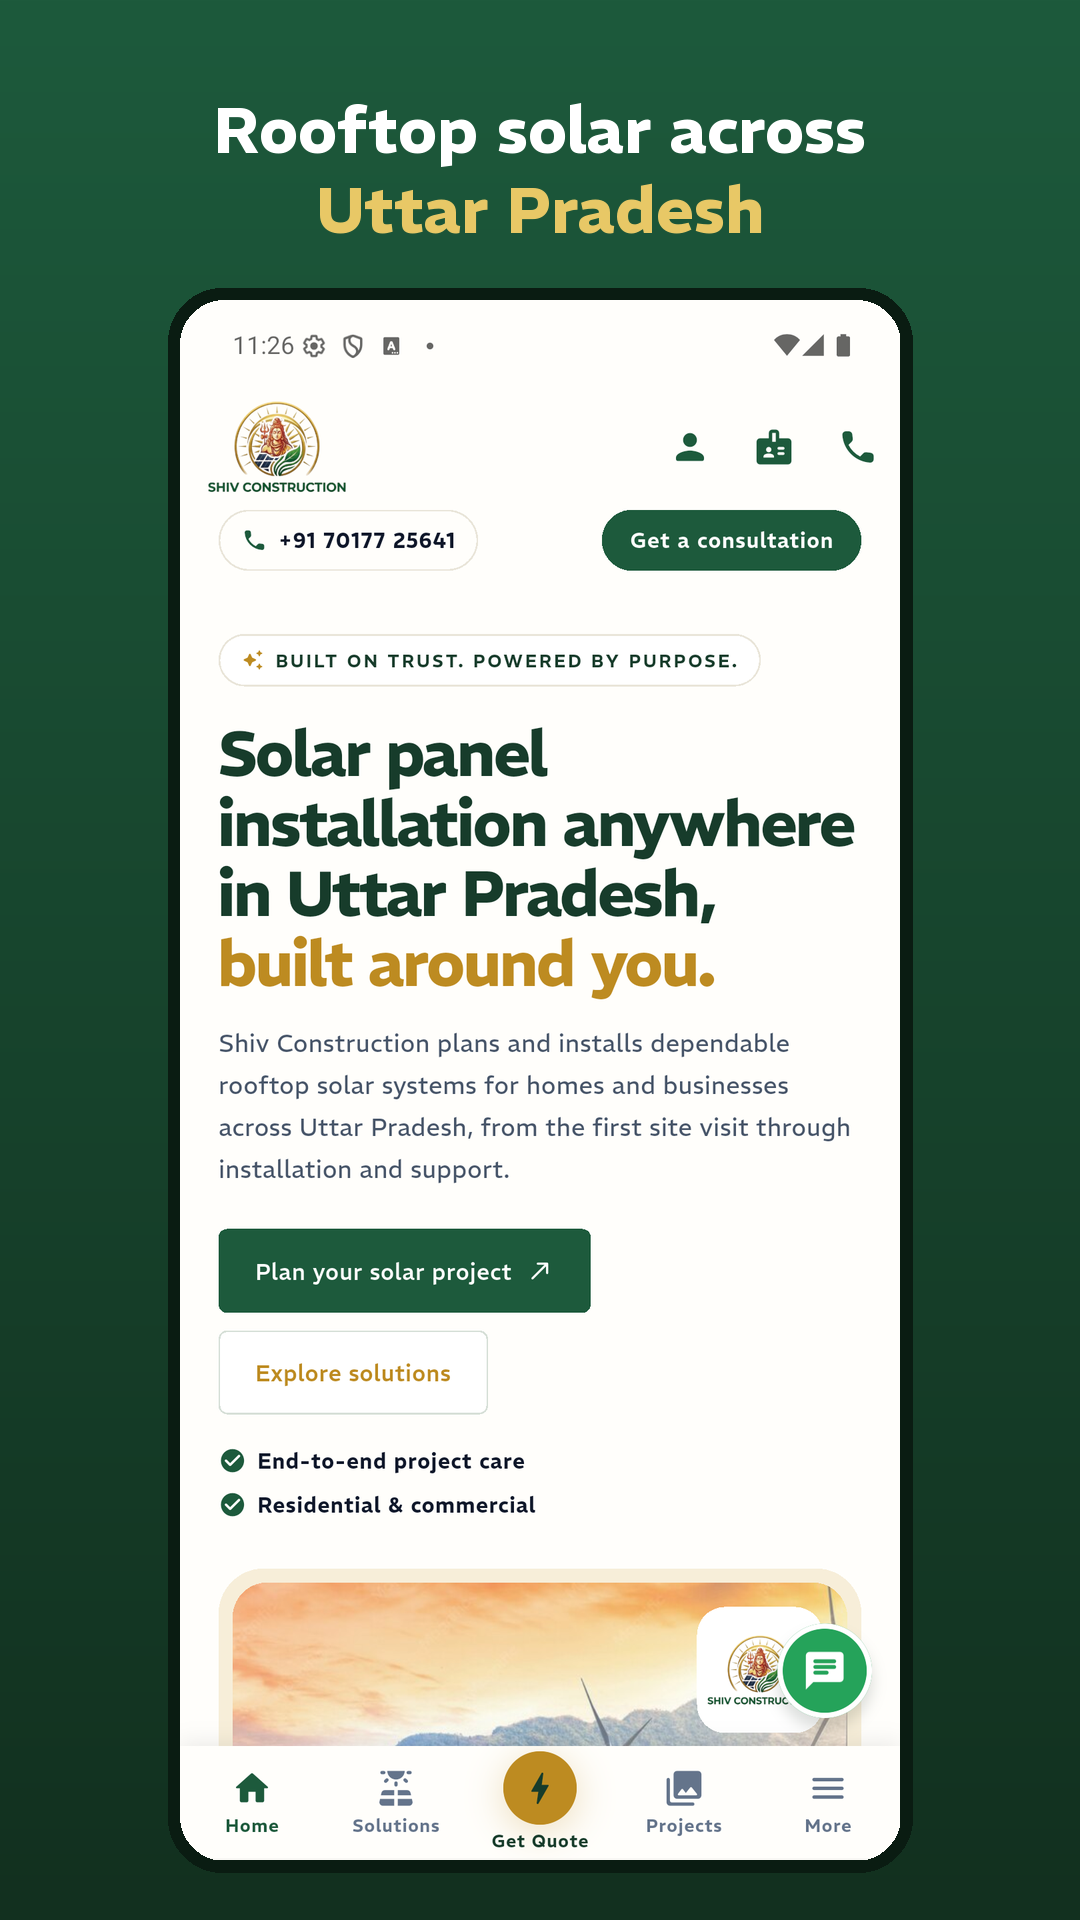 Rooftop solar across
Uttar Pradesh
11:26
SHIV CONSTRUCTION
+91 70177 25641
Get a consultation
BUILT ON TRUST. POWERED BY PURPOSE.
Solar panel
installation anywhere
in Uttar Pradesh,
built around you.
Shiv Construction plans and installs dependable
rooftop solar systems for homes and businesses
across Uttar Pradesh, from the first site visit through
installation and support.
Plan your solar project
Explore solutions
End-to-end project care
Residential & commercial
SHIV CONSTRUC
Home
Solutions
Get Quote
Projects
More